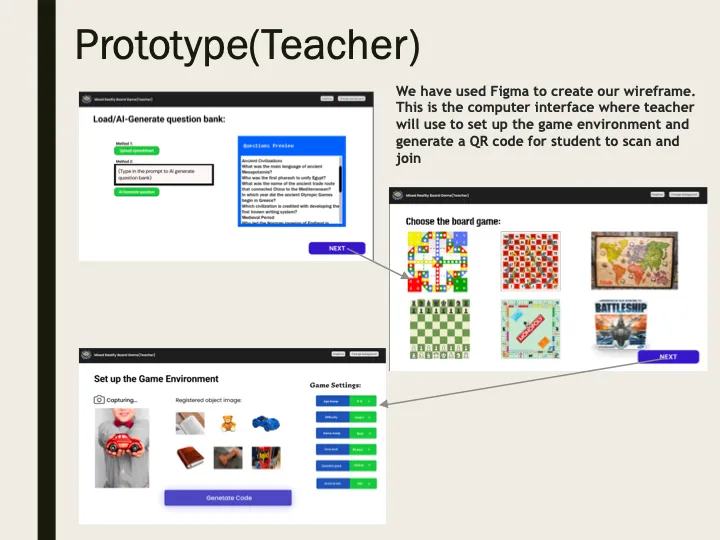 Prototype(Teacher)
We have used Figma to create our wireframe.
This is the computer interface where teacher
will use to set up the game environment and
generate a QR code for student to scan and
join
Mixed Reality Board Game(Teacher)
Load/AI-Generate question bank:
Method 1:
Upload spreadsheet
Method 2:
(Type in the prompt to AI generate
question bank)
AI Generate question
Questions Preview
Ancient Civilizations
What was the main language of ancient
Mesopotamia?
Who was the first pharaoh to unify Egypt?
What was the name of the ancient trade route
that connected China to the Mediterranean?
In which year did the ancient Olympic Games
begin in Greece?
Which civilization is credited with developing the
first known writing system?
Medieval Period
NEXT
Mixed Reality Board Game(Teacher)
Choose the board game:
MONOPOLY
BATTLESHIP
NEXT
Mixed Reality Board Game(Teacher)
Set up the Game Environment
Capturing...
Registered object image:
Game Settings:
Difficulty
Generate Code